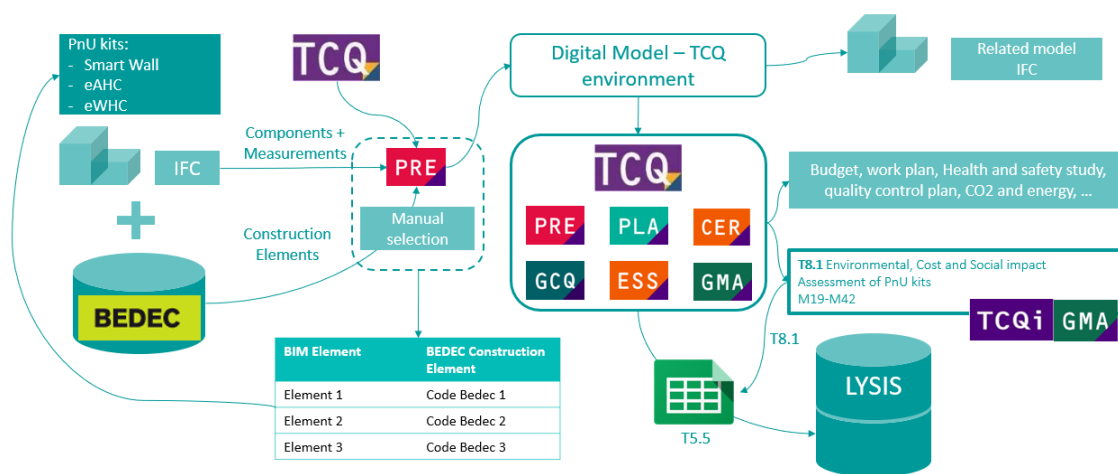 PnU kits:
- Smart Wall
- eAHC
- eWHC
TCQ
Digital Model – TCQ
environment
Related model
IFC
IFC
Components +
Measurements
PRE
Manual
selection
Construction
Elements
BEDEC
TCQ
PRE
PLA
CER
GCQ
ESS
GMA
Budget, work plan, Health and safety study,
quality control plan, CO2 and energy, ...
T8.1 Environmental, Cost and Social impact
Assessment of PnU kits
M19-M42
TCQi
GMA
T8.1
BIM Element
BEDEC Construction
Element
Element 1
Code Bedec 1
Element 2
Code Bedec 2
Element 3
Code Bedec 3
T5.5
LYSIS